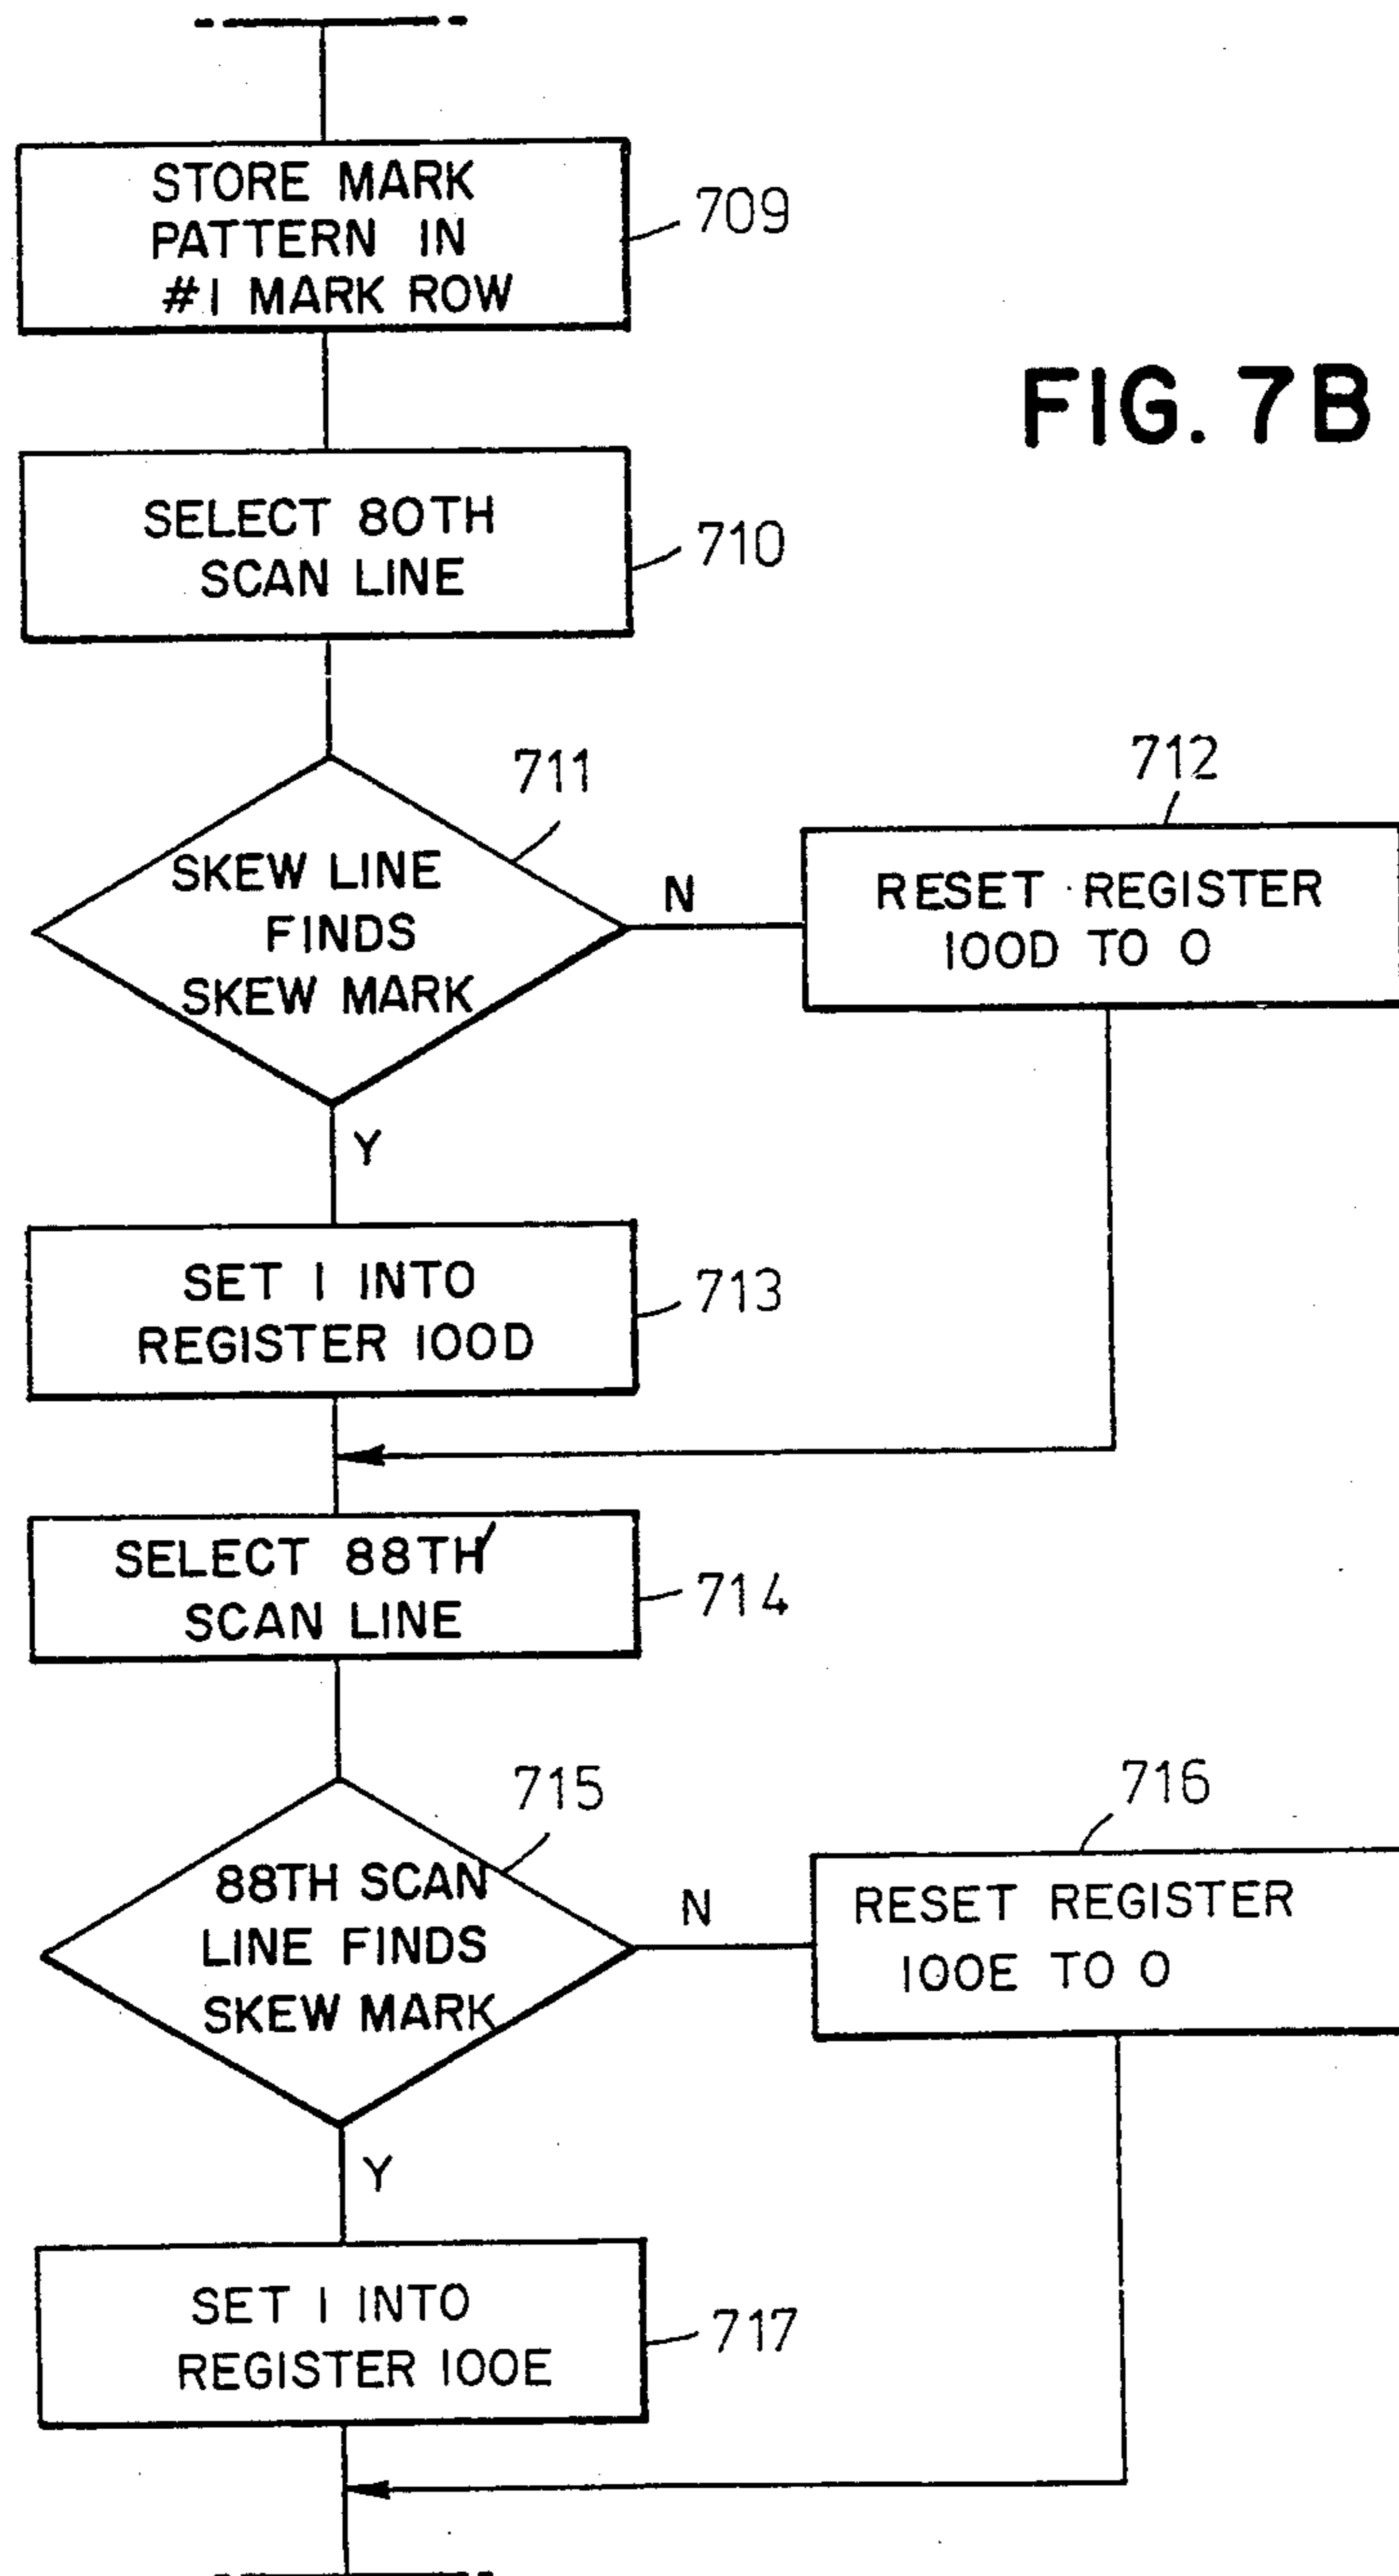 STORE MARK
PATTERN IN
#1 MARK ROW
709
FIG. 7B
SELECT 80TH
SCAN LINE
710
711
SKEW LINE
FINDS
SKEW MARK
N
712
RESET REGISTER
100D TO 0
Y
SET 1 INTO
REGISTER 100D
713
SELECT 88TH
SCAN LINE
714
715
88TH SCAN
LINE FINDS
SKEW MARK
N
716
RESET REGISTER
100E TO 0
Y
SET 1 INTO
REGISTER 100E
717